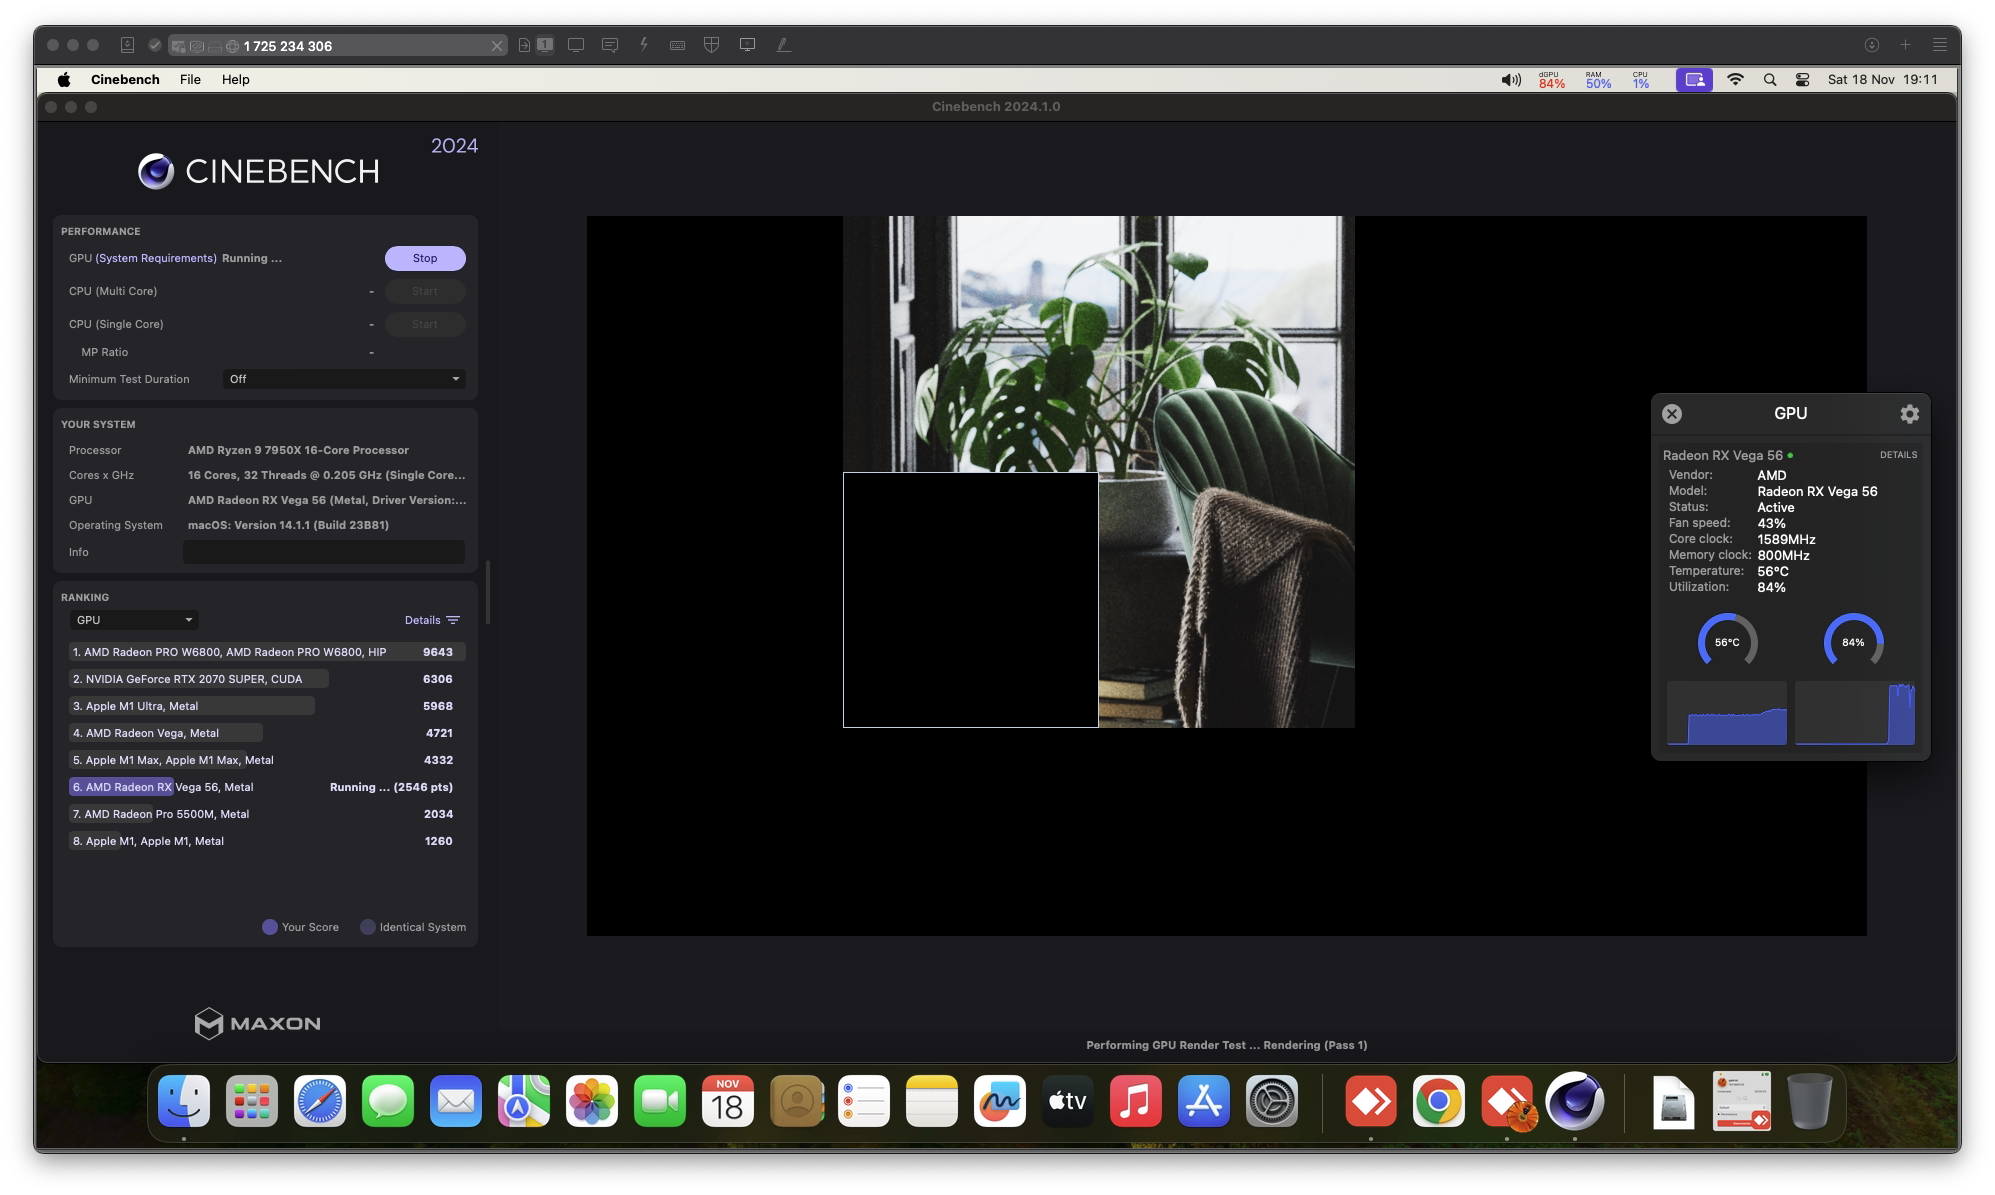 1 725 234 306
1
Cinebench File Help
dGPU 84% RAM 50% CPU 1% Sat 18 Nov 19:11
Cinebench 2024.1.0
2024
CINEBENCH
PERFORMANCE
GPU (System Requirements) Running ... Stop
CPU (Multi Core) - Start
CPU (Single Core) - Start
MP Ratio -
Minimum Test Duration Off
YOUR SYSTEM
Processor AMD Ryzen 9 7950X 16-Core Processor
Cores x GHz 16 Cores, 32 Threads @ 0.205 GHz (Single Core...
GPU AMD Radeon RX Vega 56 (Metal, Driver Version:...
Operating System macOS: Version 14.1.1 (Build 23B81)
Info
RANKING
GPU Details
1. AMD Radeon PRO W6800, AMD Radeon PRO W6800, HIP 9643
2. NVIDIA GeForce RTX 2070 SUPER, CUDA 6306
3. Apple M1 Ultra, Metal 5968
4. AMD Radeon Vega, Metal 4721
5. Apple M1 Max, Apple M1 Max, Metal 4332
6. AMD Radeon RX Vega 56, Metal Running ... (2546 pts)
7. AMD Radeon Pro 5500M, Metal 2034
8. Apple M1, Apple M1, Metal 1260
Your Score Identical System
MAXON
GPU
Radeon RX Vega 56 DETAILS
Vendor: AMD
Model: Radeon RX Vega 56
Status: Active
Fan speed: 43%
Core clock: 1589MHz
Memory clock: 800MHz
Temperature: 56°C
Utilization: 84%
56°C 84%
Performing GPU Render Test ... Rendering (Pass 1)
NOV
18
tv